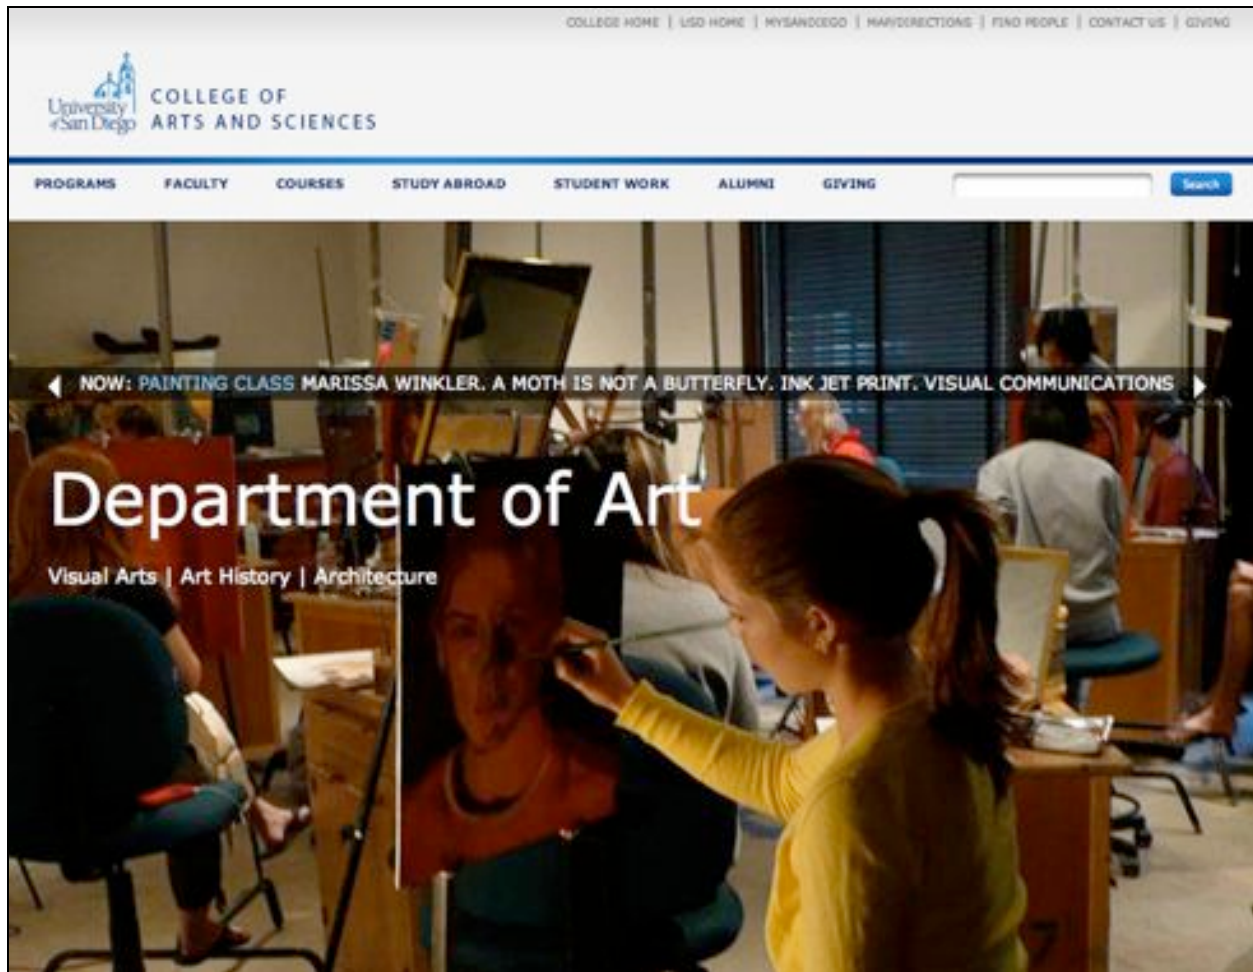 COLLEGE HOME | USD HOME | MYSANDIEGO | MAP/DIRECTIONS | FIND PEOPLE | CONTACT US | GIVING
University
of San Diego
COLLEGE OF
ARTS AND SCIENCES
PROGRAMS FACULTY COURSES STUDY ABROAD STUDENT WORK ALUMNI GIVING Search
NOW: PAINTING CLASS MARISSA WINKLER. A MOTH IS NOT A BUTTERFLY. INK JET PRINT. VISUAL COMMUNICATIONS
Department of Art
Visual Arts | Art History | Architecture
7